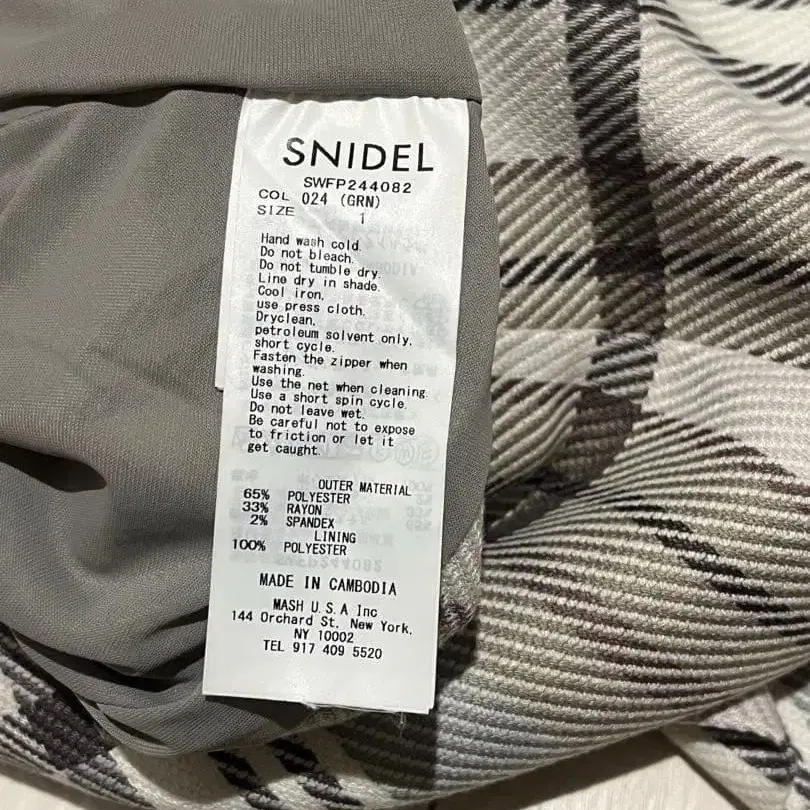 SNIDEL
SWFP244082
COL 024 (GRN)
SIZE 1
Hand wash cold.
Do not bleach.
Do not tumble dry.
Line dry in shade.
Cool iron,
use press cloth.
Dryclean,
petroleum solvent only,
short cycle.
Fasten the zipper when
washing.
Use the net when cleaning.
Use a short spin cycle.
Do not leave wet.
Be careful not to expose
to friction or let it
get caught.
OUTER MATERIAL
65% POLYESTER
33% RAYON
2% SPANDEX
LINING
100% POLYESTER
MADE IN CAMBODIA
MASH U.S.A Inc
144 Orchard St. New York,
NY 10002
TEL 917 409 5520